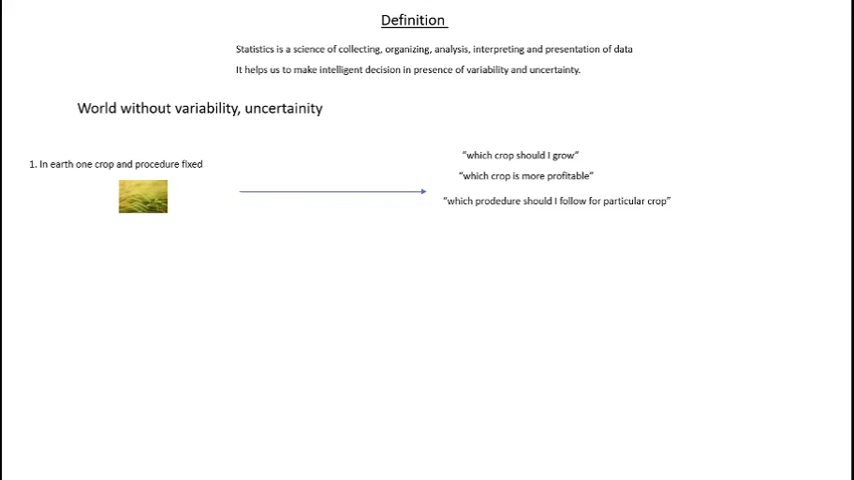 Definition
Statistics is a science of collecting, organizing, analysis, interpreting and presentation of data
It helps us to make intelligent decision in presence of variability and uncertainty.
World without variability, uncertainity
1. In earth one crop and procedure fixed
"which crop should I grow"
"which crop is more profitable"
"which prodedure should I follow for particular crop"